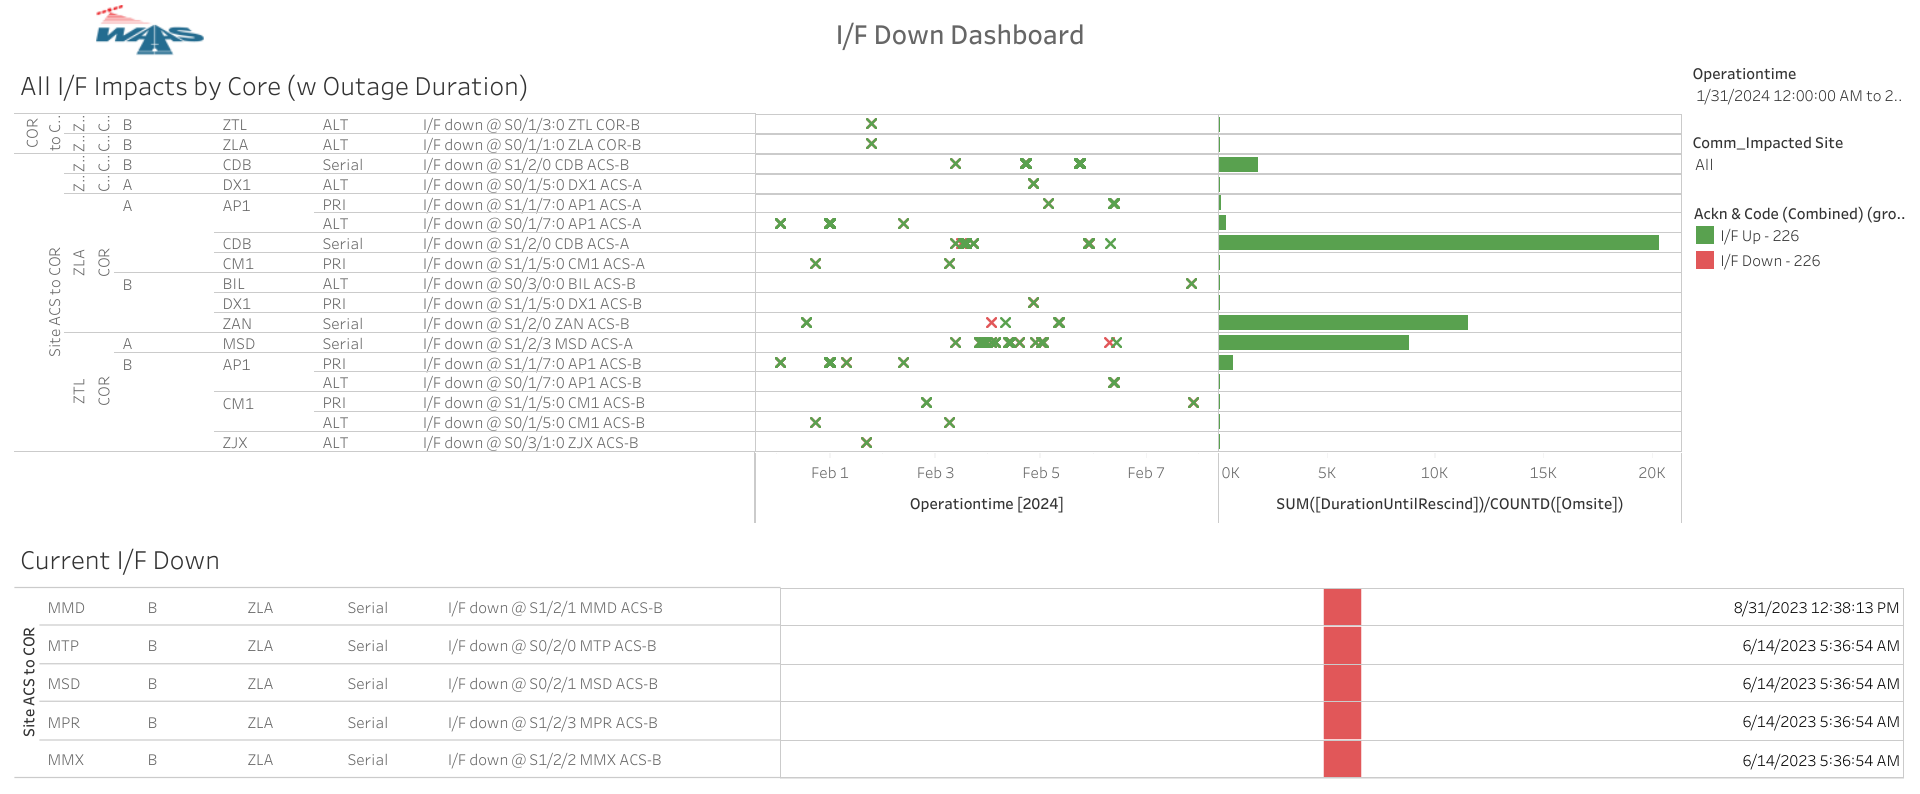 WAAS
I/F Down Dashboard
All I/F Impacts by Core (w Outage Duration)
Operationtime
1/31/2024 12:00:00 AM to 2..
Comm_Impacted Site
All
Ackn & Code (Combined) (gro..
I/F Up - 226
I/F Down - 226
COR to C..
Z.. C.. B ZTL ALT I/F down @ S0/1/3:0 ZTL COR-B
Z.. C.. B ZLA ALT I/F down @ S0/1/1:0 ZLA COR-B
Site ACS to COR
Z.. C.. B CDB Serial I/F down @ S1/2/0 CDB ACS-B
Z.. C.. A DX1 ALT I/F down @ S0/1/5:0 DX1 ACS-A
ZLA COR
A AP1 PRI I/F down @ S1/1/7:0 AP1 ACS-A
ALT I/F down @ S0/1/7:0 AP1 ACS-A
CDB Serial I/F down @ S1/2/0 CDB ACS-A
CM1 PRI I/F down @ S1/1/5:0 CM1 ACS-A
B BIL ALT I/F down @ S0/3/0:0 BIL ACS-B
DX1 PRI I/F down @ S1/1/5:0 DX1 ACS-B
ZAN Serial I/F down @ S1/2/0 ZAN ACS-B
ZTL COR
A MSD Serial I/F down @ S1/2/3 MSD ACS-A
B AP1 PRI I/F down @ S1/1/7:0 AP1 ACS-B
ALT I/F down @ S0/1/7:0 AP1 ACS-B
CM1 PRI I/F down @ S1/1/5:0 CM1 ACS-B
ALT I/F down @ S0/1/5:0 CM1 ACS-B
ZJX ALT I/F down @ S0/3/1:0 ZJX ACS-B
Feb 1 Feb 3 Feb 5 Feb 7 0K 5K 10K 15K 20K
Operationtime [2024] SUM([DurationUntilRescind])/COUNTD([Omsite])
Current I/F Down
Site ACS to COR
MMD B ZLA Serial I/F down @ S1/2/1 MMD ACS-B 8/31/2023 12:38:13 PM
MTP B ZLA Serial I/F down @ S0/2/0 MTP ACS-B 6/14/2023 5:36:54 AM
MSD B ZLA Serial I/F down @ S0/2/1 MSD ACS-B 6/14/2023 5:36:54 AM
MPR B ZLA Serial I/F down @ S1/2/3 MPR ACS-B 6/14/2023 5:36:54 AM
MMX B ZLA Serial I/F down @ S1/2/2 MMX ACS-B 6/14/2023 5:36:54 AM